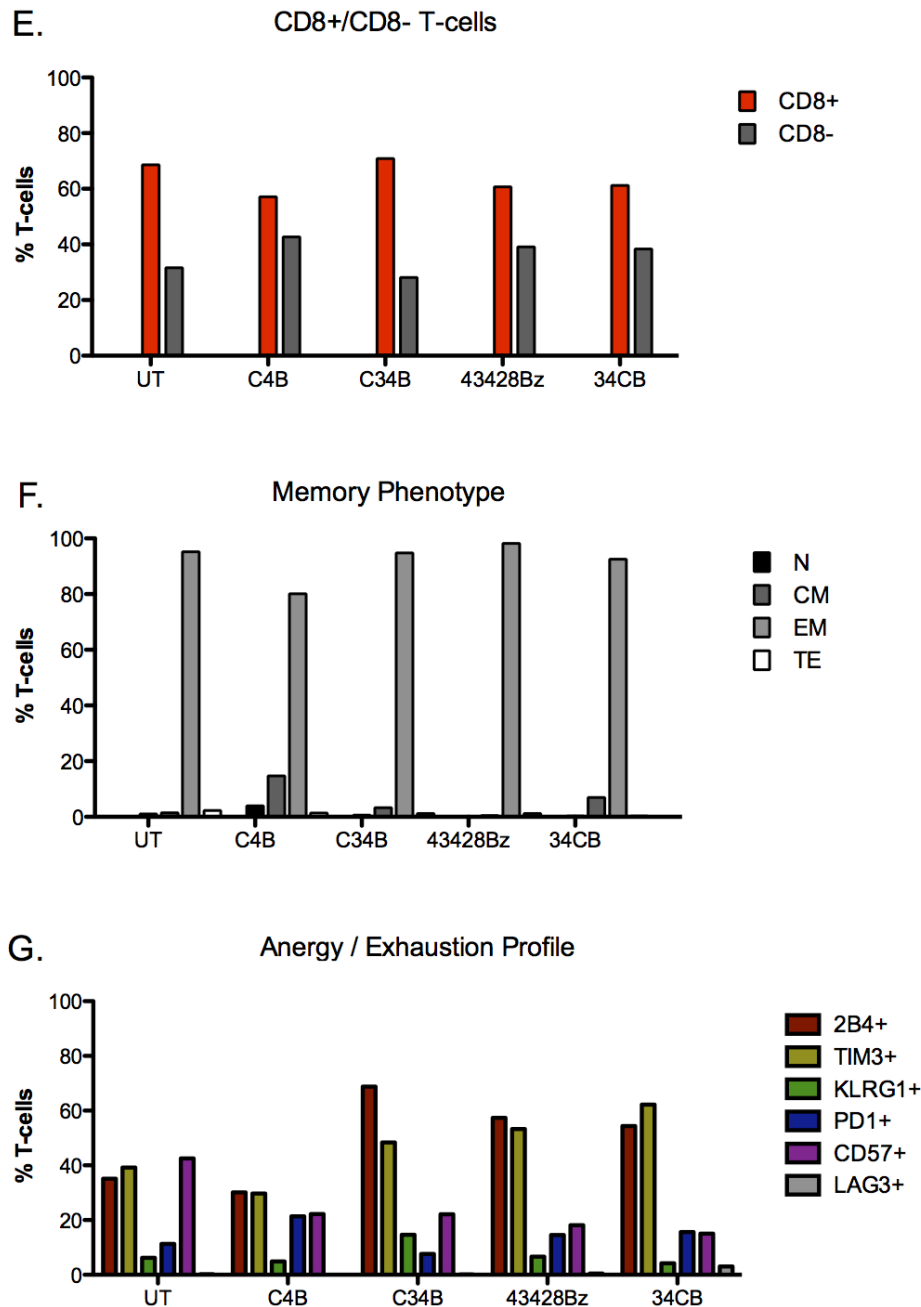 E.
CD8+/CD8- T-cells
100
80
60
40
20
0
% T-cells
UT C4B C34B 43428Bz 34CB
CD8+
CD8-
F.
Memory Phenotype
100
80
60
40
20
0
% T-cells
UT C4B C34B 43428Bz 34CB
N
CM
EM
TE
G.
Anergy / Exhaustion Profile
100
80
60
40
20
0
% T-cells
UT C4B C34B 43428Bz 34CB
2B4+
TIM3+
KLRG1+
PD1+
CD57+
LAG3+